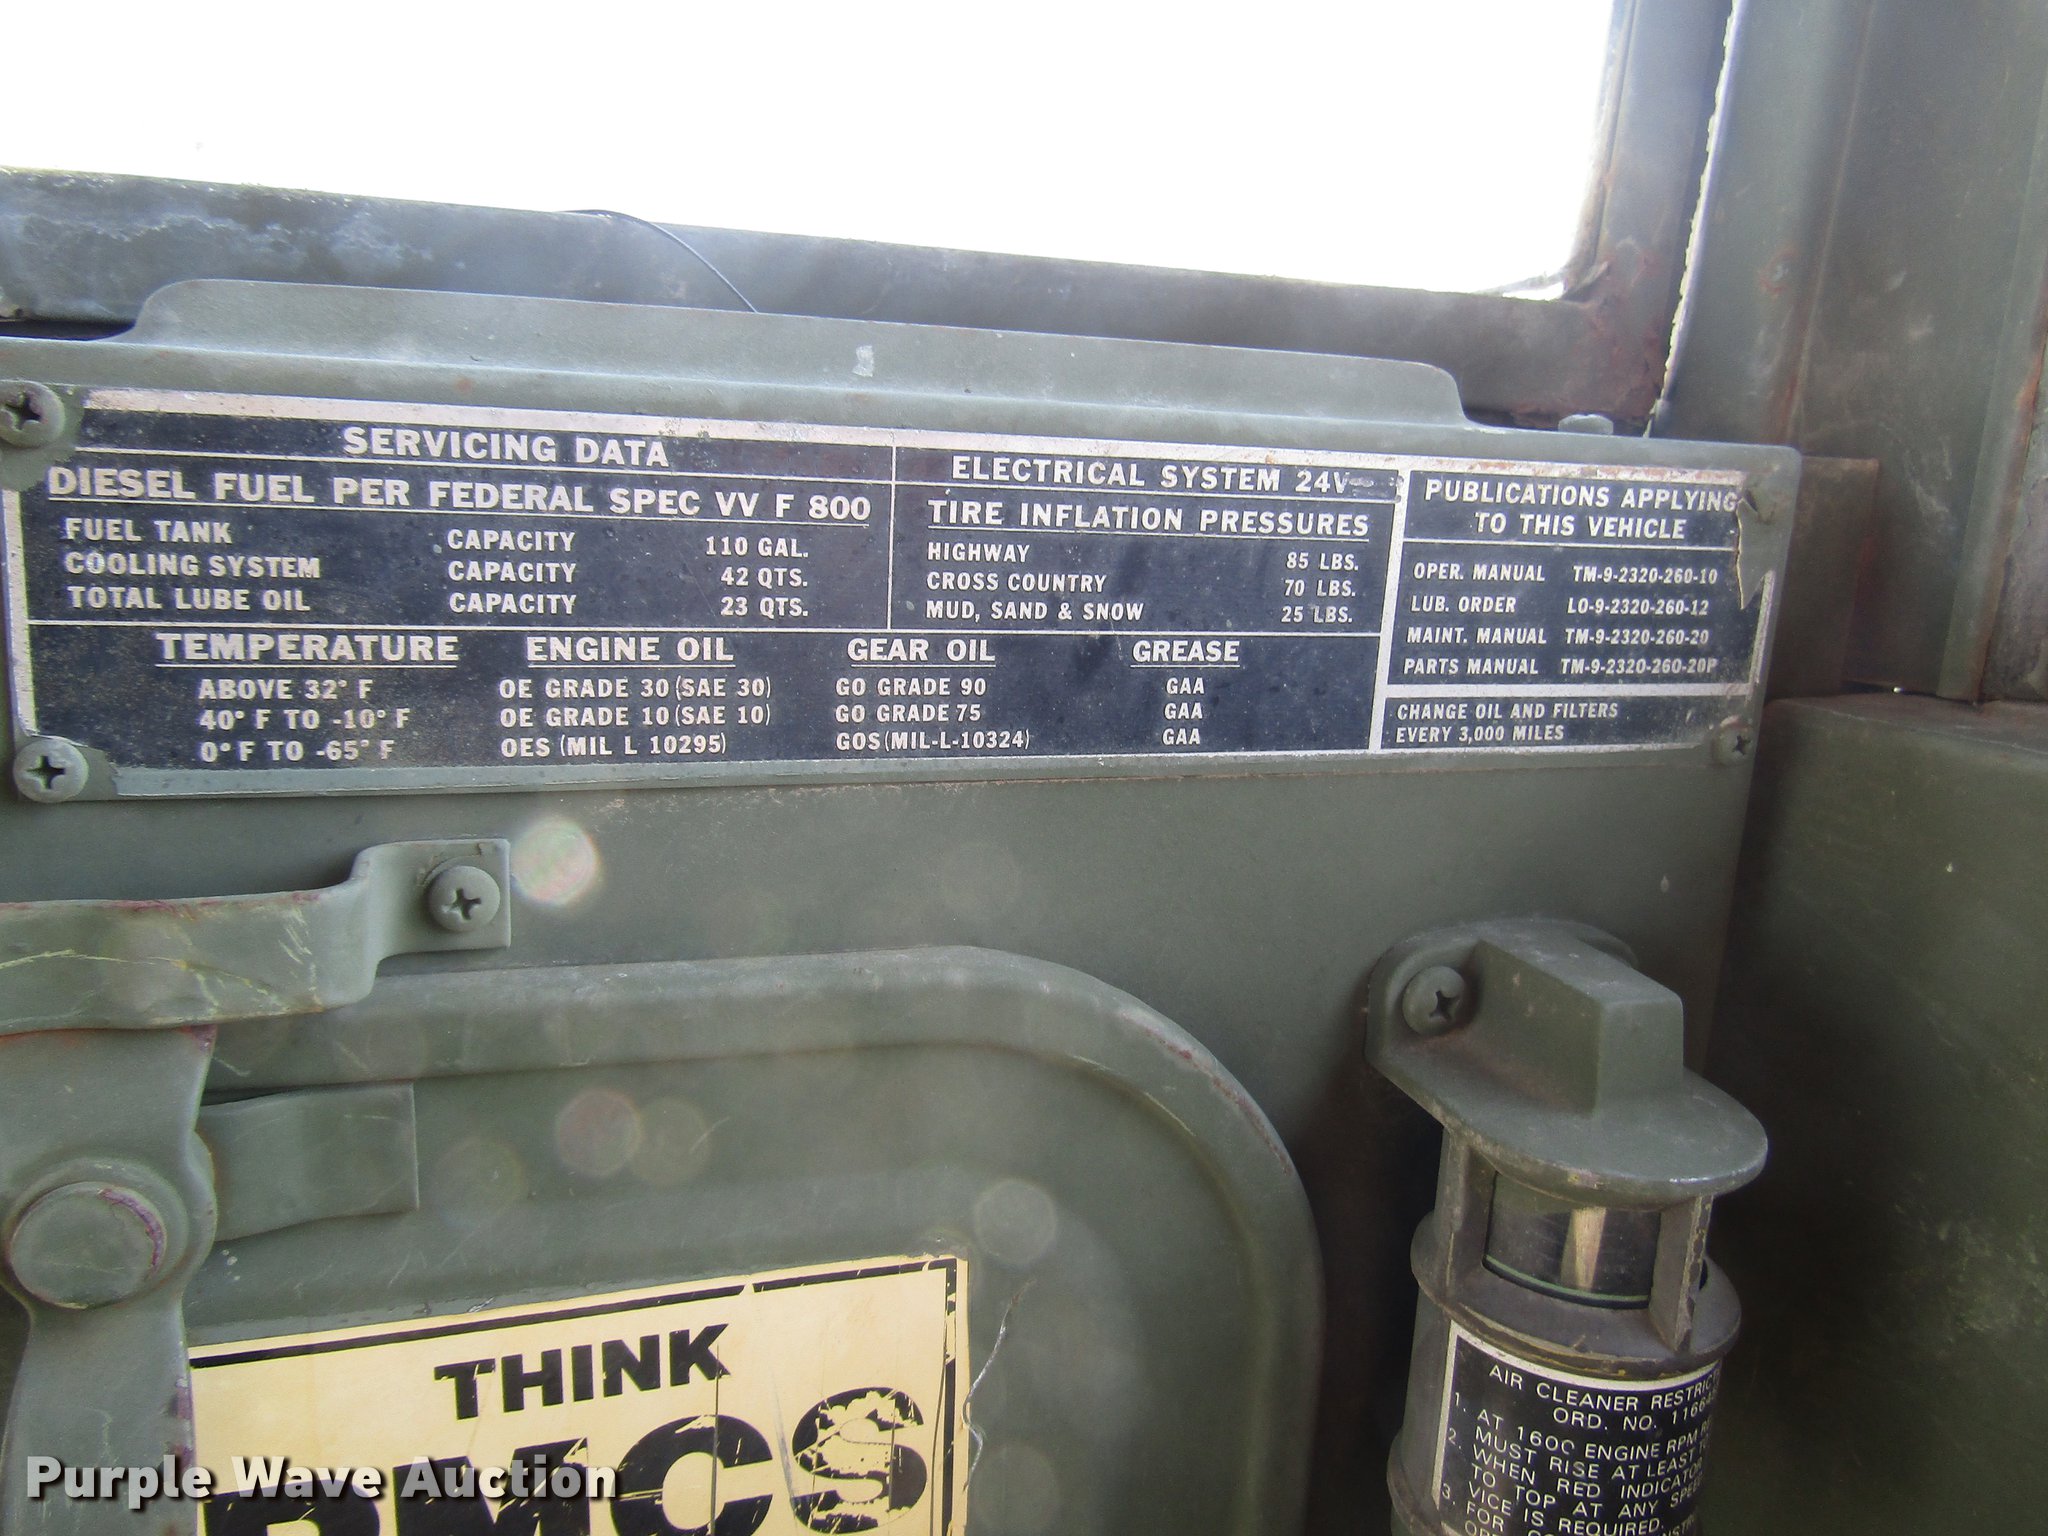 SERVICING DATA
DIESEL FUEL PER FEDERAL SPEC VV F 800
FUEL TANK CAPACITY 110 GAL.
COOLING SYSTEM CAPACITY 42 QTS.
TOTAL LUBE OIL CAPACITY 23 QTS.
ELECTRICAL SYSTEM 24V
TIRE INFLATION PRESSURES
HIGHWAY 85 LBS.
CROSS COUNTRY 70 LBS.
MUD, SAND & SNOW 25 LBS.
PUBLICATIONS APPLYING
TO THIS VEHICLE
OPER. MANUAL TM-9-2320-260-10
LUB. ORDER LO-9-2320-260-12
MAINT. MANUAL TM-9-2320-260-20
PARTS MANUAL TM-9-2320-260-20P
TEMPERATURE ENGINE OIL GEAR OIL GREASE
ABOVE 32° F OE GRADE 30 (SAE 30) GO GRADE 90 GAA
40° F TO -10° F OE GRADE 10 (SAE 10) GO GRADE 75 GAA
0° F TO -65° F OES (MIL L 10295) GOS (MIL-L-10324) GAA
CHANGE OIL AND FILTERS
EVERY 3,000 MILES
THINK
PMCS
AIR CLEANER
ORD. NO.
1. AT 1600 ENGINE RPM
MUST RISE AT LEAST
2. WHEN RED INDICATOR
TO TOP AT ANY
VICE IS REQUIRED.
3. FOR
Purple Wave Auction